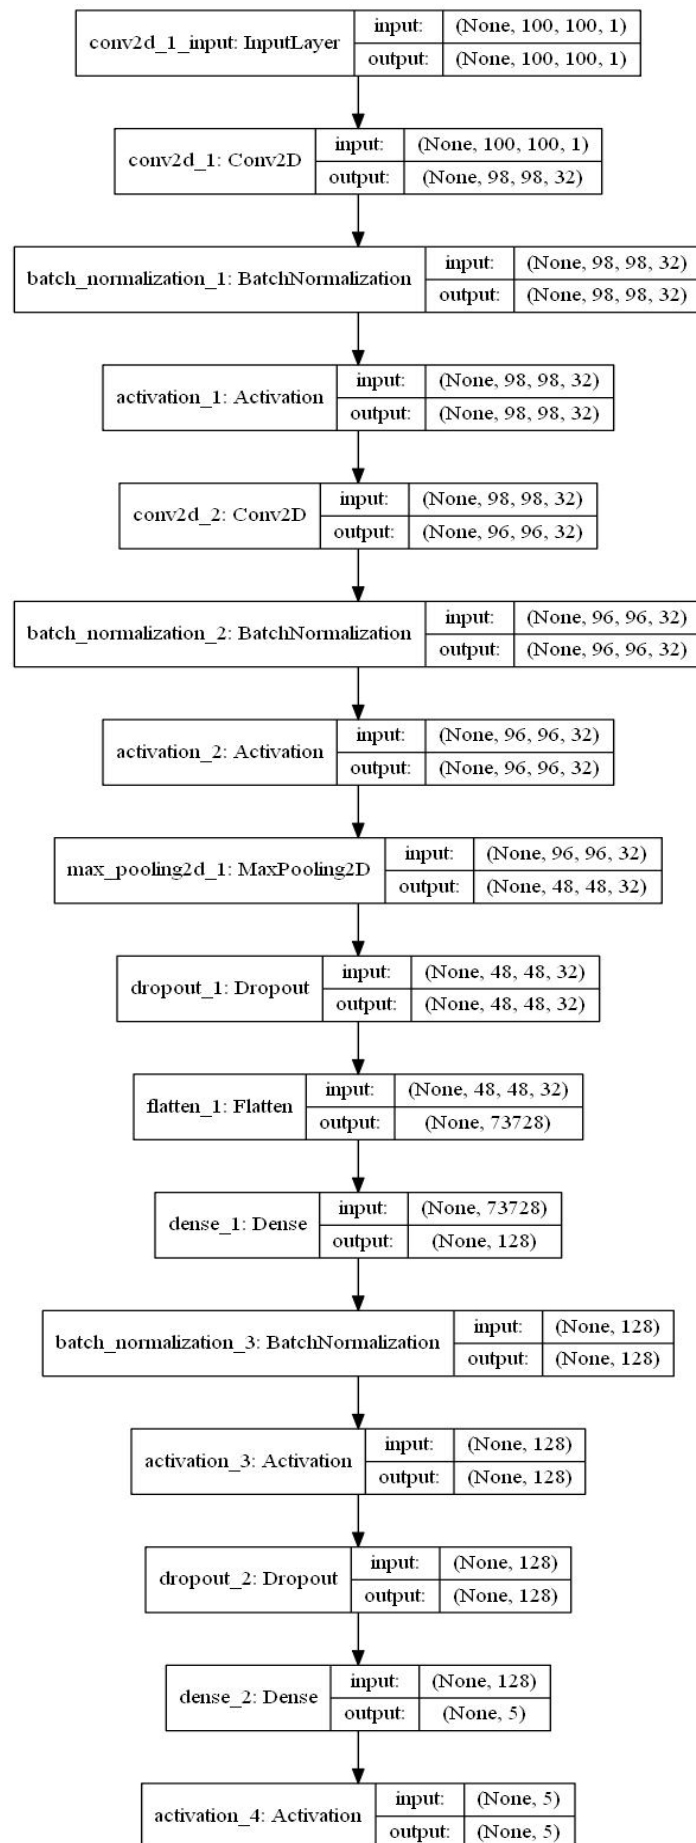 conv2d_1_input: InputLayer input: (None, 100, 100, 1)
output: (None, 100, 100, 1)
conv2d_1: Conv2D input: (None, 100, 100, 1)
output: (None, 98, 98, 32)
batch_normalization_1: BatchNormalization input: (None, 98, 98, 32)
output: (None, 98, 98, 32)
activation_1: Activation input: (None, 98, 98, 32)
output: (None, 98, 98, 32)
conv2d_2: Conv2D input: (None, 98, 98, 32)
output: (None, 96, 96, 32)
batch_normalization_2: BatchNormalization input: (None, 96, 96, 32)
output: (None, 96, 96, 32)
activation_2: Activation input: (None, 96, 96, 32)
output: (None, 96, 96, 32)
max_pooling2d_1: MaxPooling2D input: (None, 96, 96, 32)
output: (None, 48, 48, 32)
dropout_1: Dropout input: (None, 48, 48, 32)
output: (None, 48, 48, 32)
flatten_1: Flatten input: (None, 48, 48, 32)
output: (None, 73728)
dense_1: Dense input: (None, 73728)
output: (None, 128)
batch_normalization_3: BatchNormalization input: (None, 128)
output: (None, 128)
activation_3: Activation input: (None, 128)
output: (None, 128)
dropout_2: Dropout input: (None, 128)
output: (None, 128)
dense_2: Dense input: (None, 128)
output: (None, 5)
activation_4: Activation input: (None, 5)
output: (None, 5)